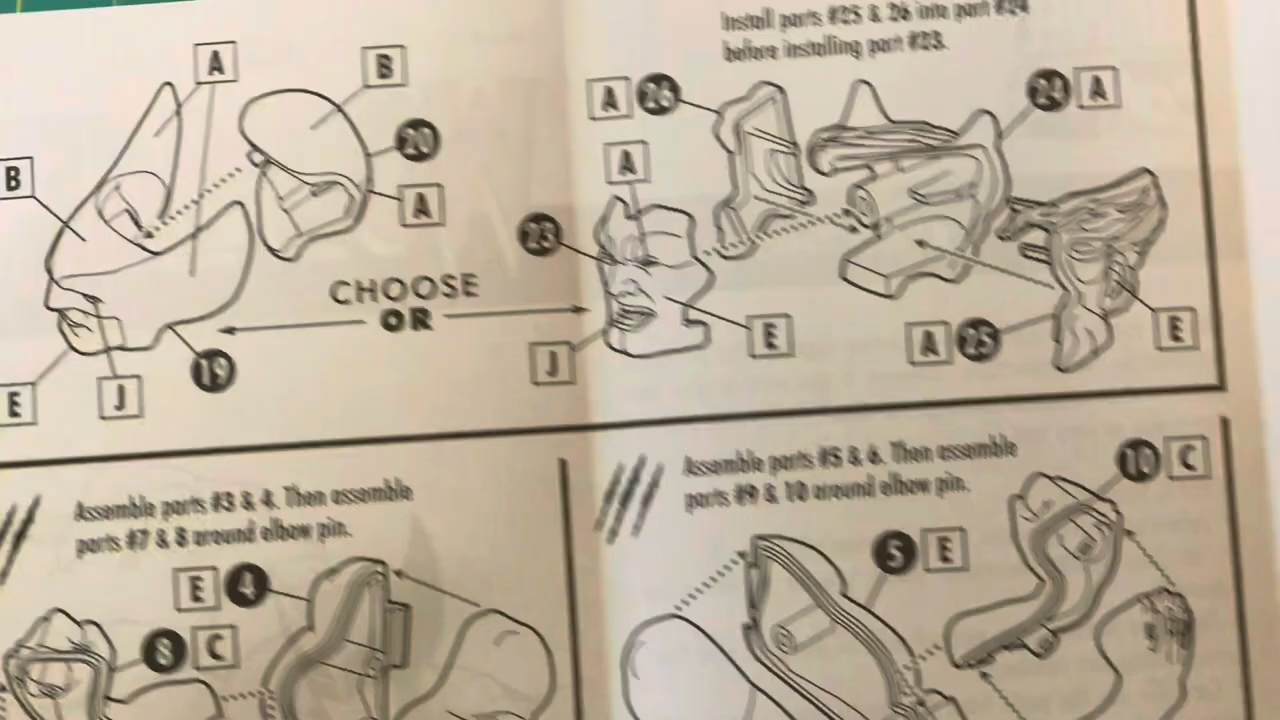 Install parts #25 & 26 into part #24
before installing part #23.
A
B
20
B
A
E
J
19
CHOOSE
OR
A 26
A
24 A
23
J
E
A 25
E
Assemble parts #3 & 4. Then assemble
parts #7 & 8 around elbow pin.
E 4
8 C
Assemble parts #5 & 6. Then assemble
parts #9 & 10 around elbow pin.
10 C
5 E